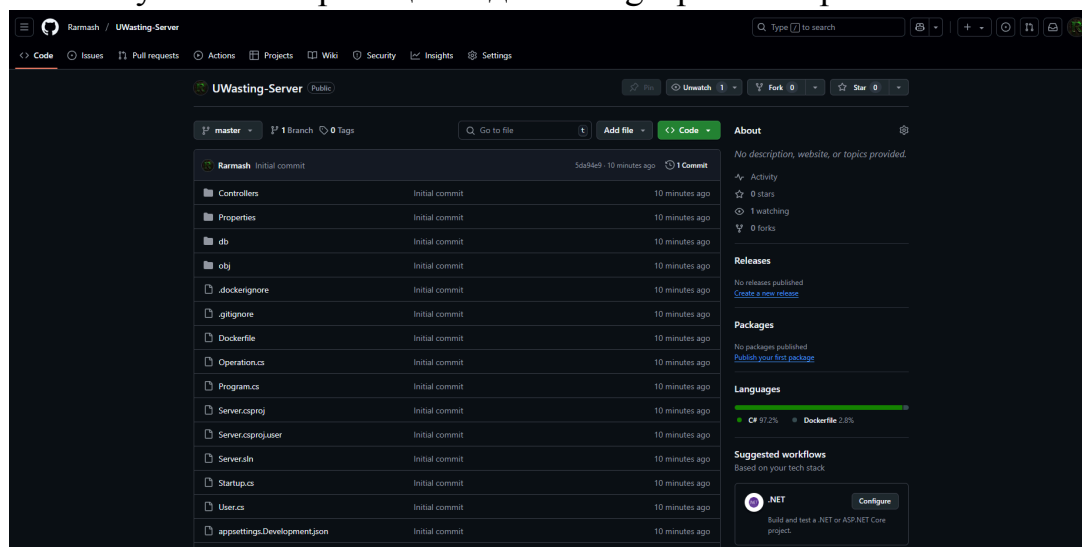 Rarmash / UWasting-Server
Type / to search
Code Issues Pull requests Actions Projects Wiki Security Insights Settings
UWasting-Server Public
Pin Unwatch 1 Fork 0 Star 0
master 1 Branch 0 Tags Go to file t Add file Code
About
No description, website, or topics provided.
Rarmash Initial commit 5da94e9 · 10 minutes ago 1 Commit
Activity
Controllers Initial commit 10 minutes ago
0 stars
1 watching
Properties Initial commit 10 minutes ago
0 forks
db Initial commit 10 minutes ago
Releases
obj Initial commit 10 minutes ago
No releases published
.dockerignore Initial commit 10 minutes ago
Create a new release
.gitignore Initial commit 10 minutes ago
Packages
Dockerfile Initial commit 10 minutes ago
No packages published
Publish your first package
Operation.cs Initial commit 10 minutes ago
Program.cs Initial commit 10 minutes ago
Languages
Server.csproj Initial commit 10 minutes ago
C# 97.2% Dockerfile 2.8%
Server.csproj.user Initial commit 10 minutes ago
Server.sln Initial commit 10 minutes ago
Suggested workflows
Based on your tech stack
Startup.cs Initial commit 10 minutes ago
.NET Configure
User.cs Initial commit 10 minutes ago
Build and test a .NET or ASP.NET Core
project.
appsettings.Development.json Initial commit 10 minutes ago